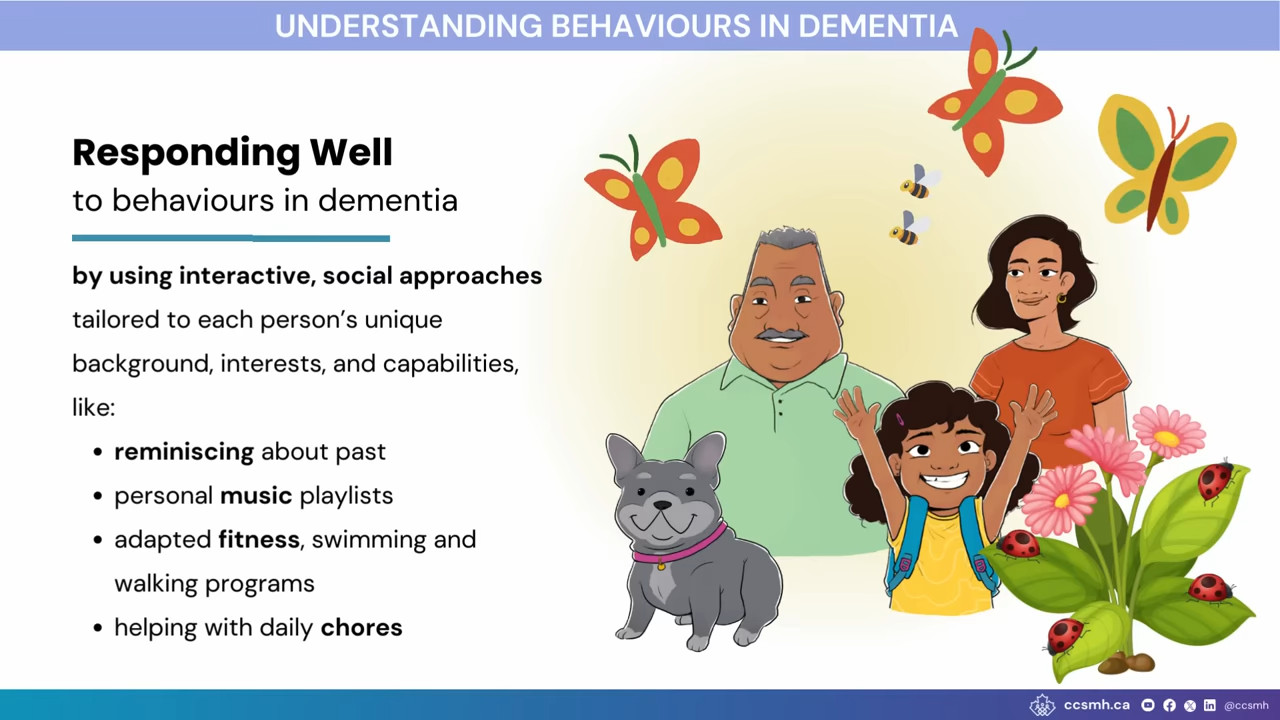 UNDERSTANDING BEHAVIOURS IN DEMENTIA
Responding Well
to behaviours in dementia
by using interactive, social approaches
tailored to each person's unique
background, interests, and capabilities,
like:
• reminiscing about past
• personal music playlists
• adapted fitness, swimming and
walking programs
• helping with daily chores
ccsmh.ca @ccsmh